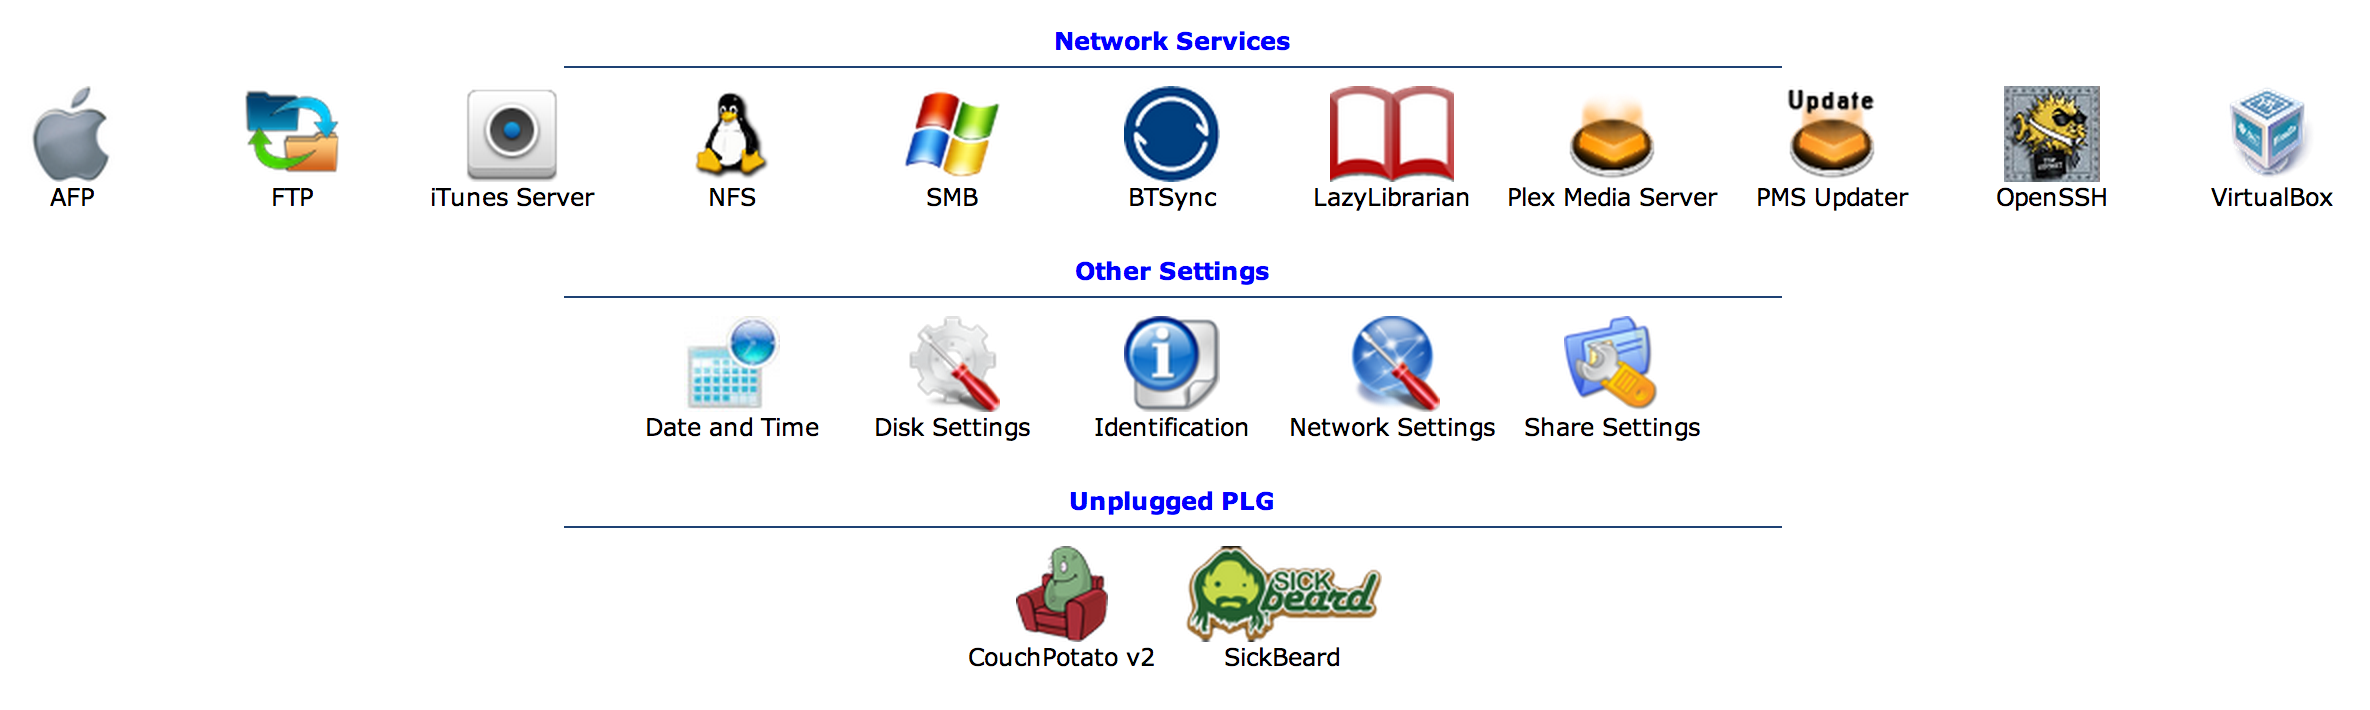 Network Services
Update
AFP FTP iTunes Server NFS SMB BTSync LazyLibrarian Plex Media Server PMS Updater OpenSSH VirtualBox
Other Settings
Date and Time Disk Settings Identification Network Settings Share Settings
Unplugged PLG
SICK
beard
CouchPotato v2 SickBeard